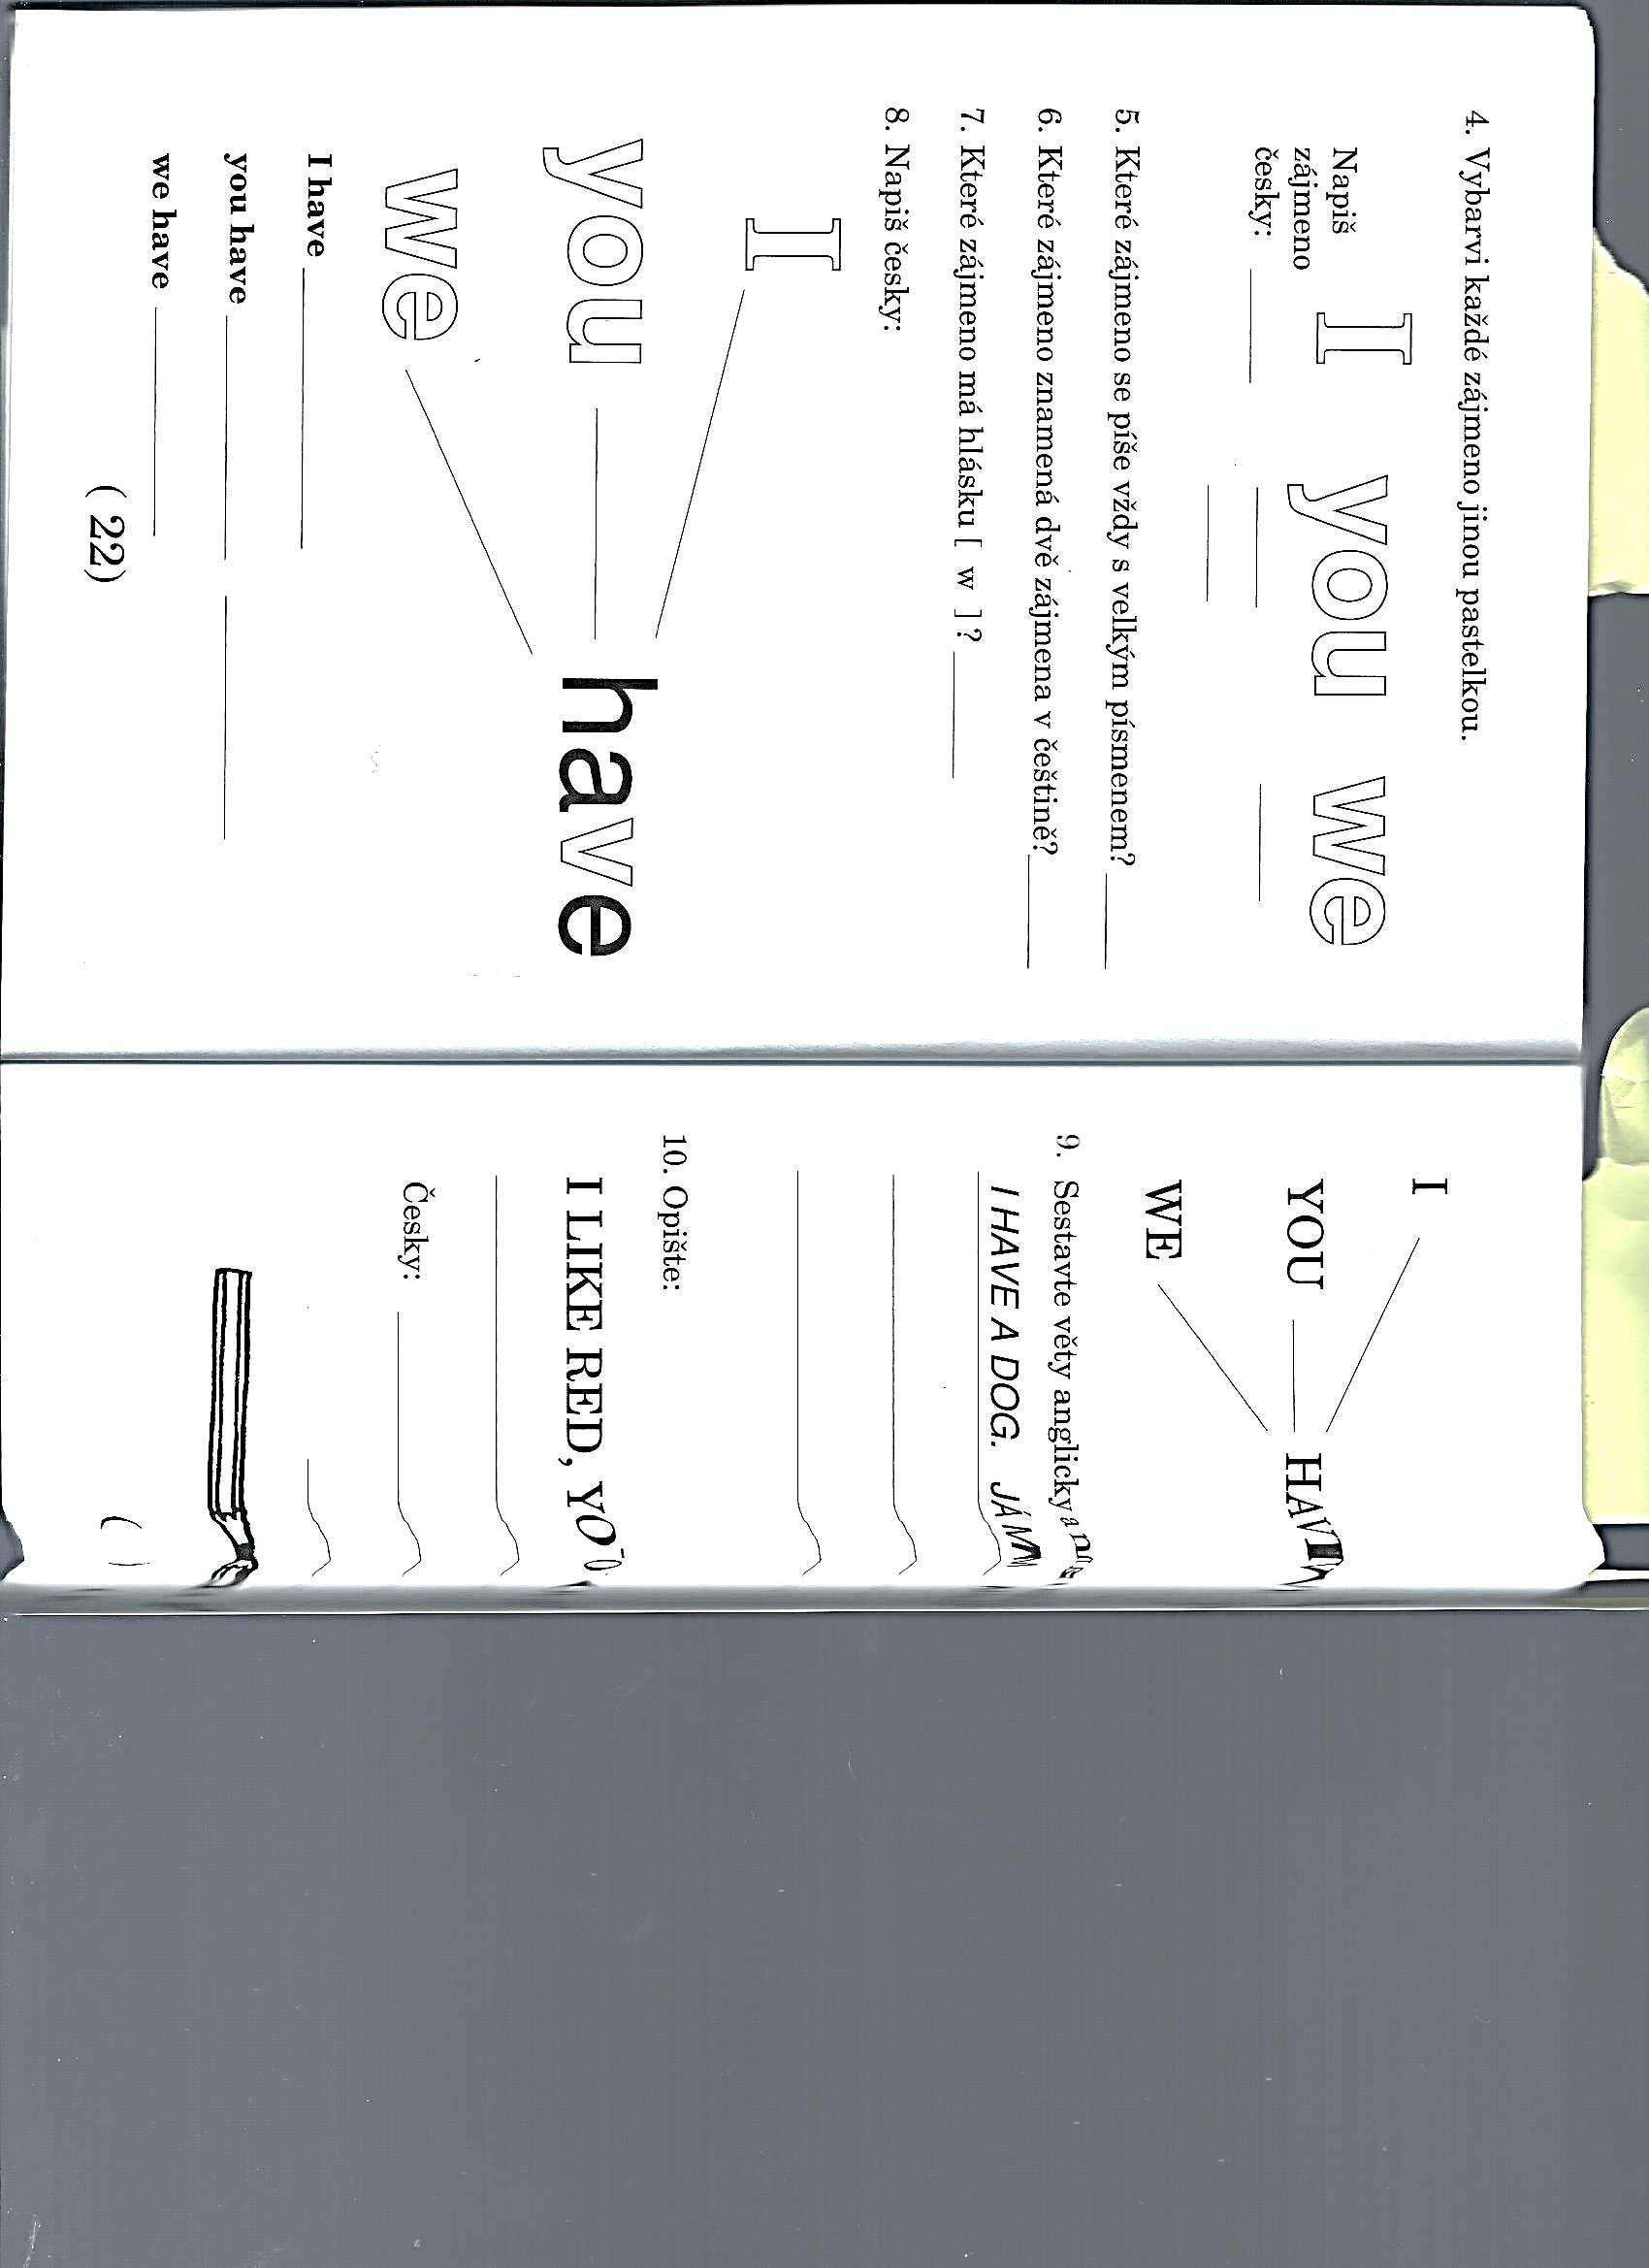 4. Vybarvi každé zájmeno jinou pastelkou.
I you we
Napiš
zájmeno
česky:
5. Které zájmeno se píše vždy s velkým písmenem?
6. Které zájmeno znamená dvě zájmena v češtině?
7. Které zájmeno má hlásku [ w ] ?
8. Napiš česky:
I
you have
we
I have
you have
we have
( 22)
I
YOU
WE
9. Sestavte věty anglicky
I HAVE A DOG. JÁ M
10. Opište:
I LIKE RED,
Česky: